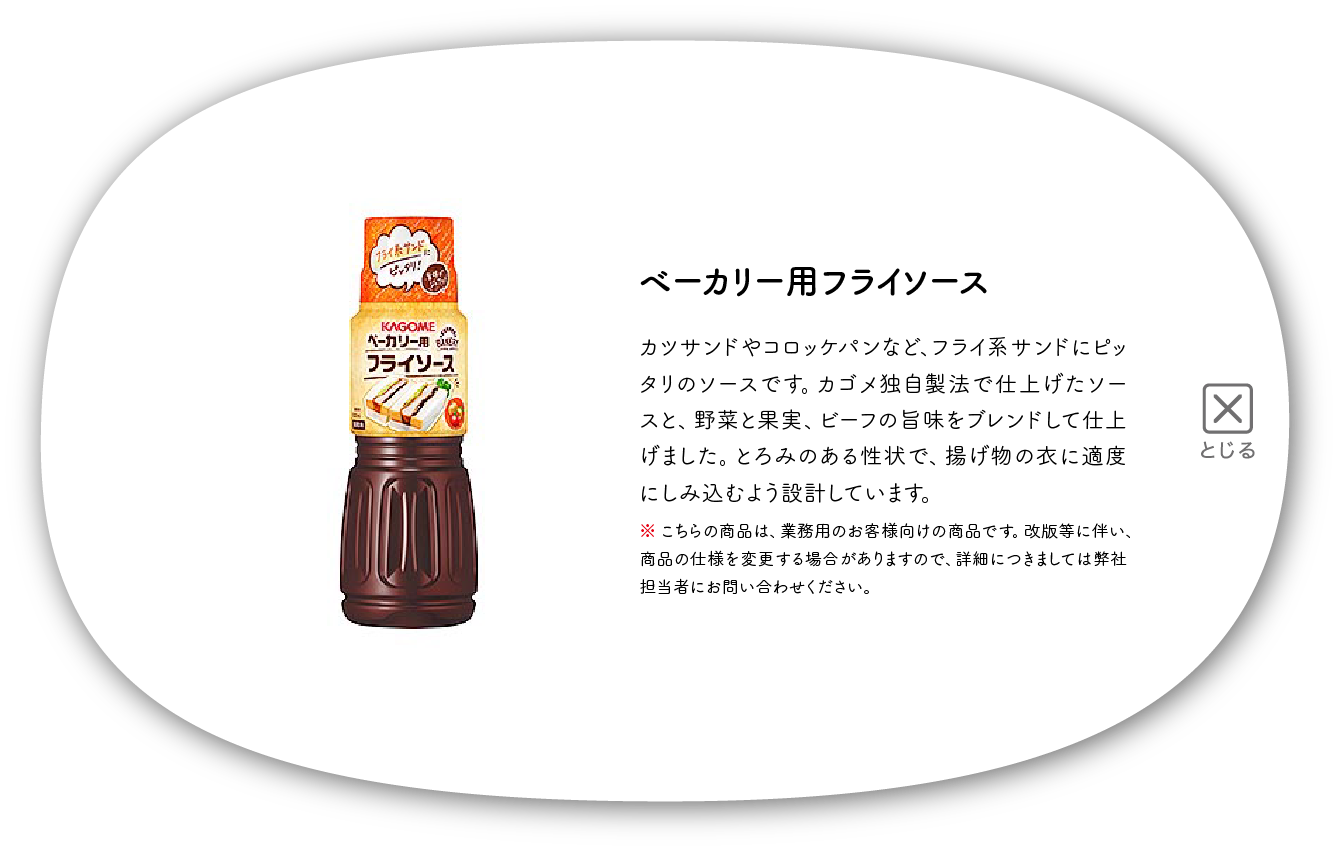 フライ系サンドに
ピッタリ!
KAGOME
ベーカリー用
BAKERY
フライソース
ベーカリー用フライソース
カツサンドやコロッケパンなど、フライ系サンドにピッ
タリのソースです。カゴメ独自製法で仕上げたソー
スと、野菜と果実、ビーフの旨味をブレンドして仕上
げました。とろみのある性状で、揚げ物の衣に適度
にしみ込むよう設計しています。
※ こちらの商品は、業務用のお客様向けの商品です。改版等に伴い、
商品の仕様を変更する場合がありますので、詳細につきましては弊社
担当者にお問い合わせください。
とじる